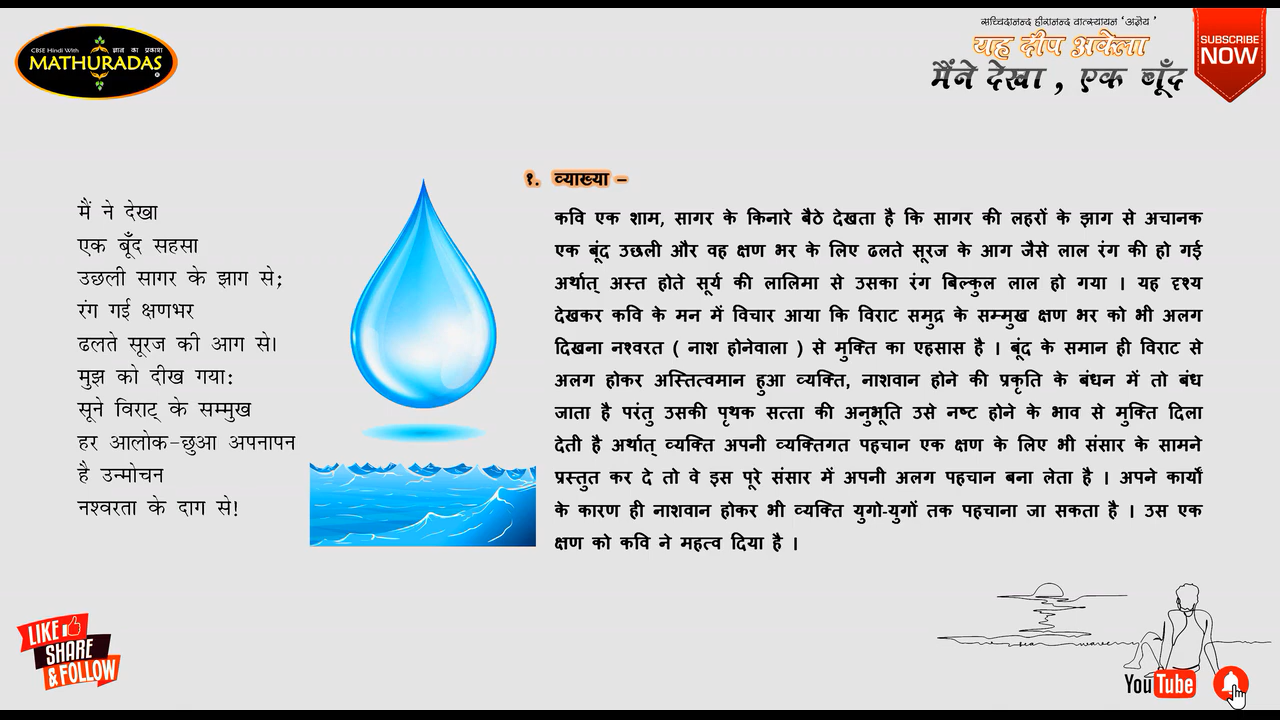 CBSE Hindi With ज्ञान का प्रकाश
MATHURADAS
सच्चिदानन्द हीरानन्द वात्स्यायन ‘अज्ञेय’
यह दीप अकेला
मैंने देखा , एक बूँद
SUBSCRIBE
NOW
मैं ने देखा
एक बूँद सहसा
उछली सागर के झाग से;
रंग गई क्षणभर
ढलते सूरज की आग से।
मुझ को दीख गया:
सूने विराट् के सम्मुख
हर आलोक-छुआ अपनापन
है उन्मोचन
नश्वरता के दाग से!
१. व्याख्या –
कवि एक शाम, सागर के किनारे बैठे देखता है कि सागर की लहरों के झाग से अचानक
एक बूंद उछली और वह क्षण भर के लिए ढलते सूरज के आग जैसे लाल रंग की हो गई
अर्थात् अस्त होते सूर्य की लालिमा से उसका रंग बिल्कुल लाल हो गया । यह दृश्य
देखकर कवि के मन में विचार आया कि विराट समुद्र के सम्मुख क्षण भर को भी अलग
दिखना नश्वरत ( नाश होनेवाला ) से मुक्ति का एहसास है । बूंद के समान ही विराट से
अलग होकर अस्तित्वमान हुआ व्यक्ति, नाशवान होने की प्रकृति के बंधन में तो बंध
जाता है परंतु उसकी पृथक सत्ता की अनुभूति उसे नष्ट होने के भाव से मुक्ति दिला
देती है अर्थात् व्यक्ति अपनी व्यक्तिगत पहचान एक क्षण के लिए भी संसार के सामने
प्रस्तुत कर दे तो वे इस पूरे संसार में अपनी अलग पहचान बना लेता है । अपने कार्यों
के कारण ही नाशवान होकर भी व्यक्ति युगो-युगों तक पहचाना जा सकता है । उस एक
क्षण को कवि ने महत्व दिया है ।
LIKE
SHARE
& FOLLOW
YouTube